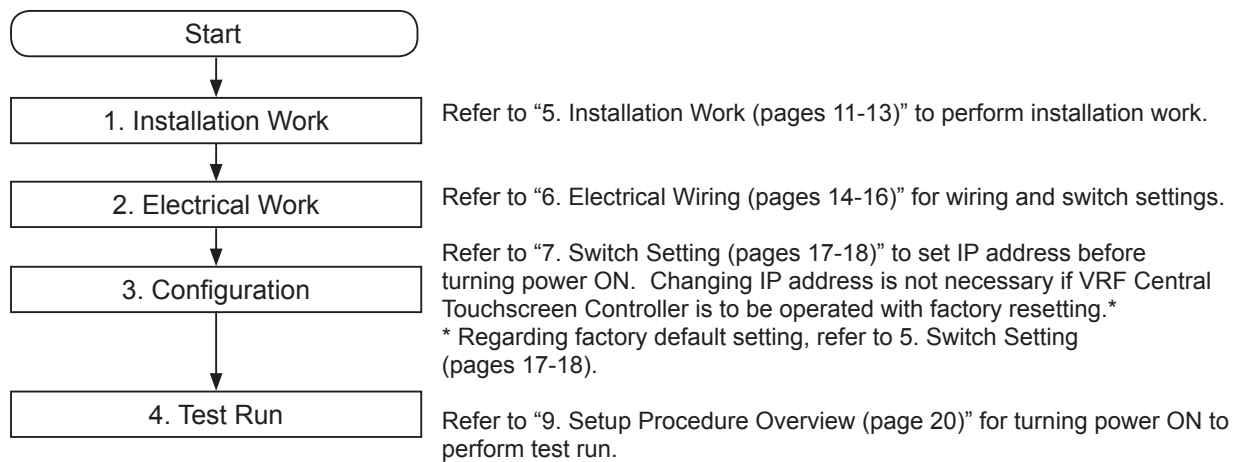 Start
1. Installation Work
Refer to “5. Installation Work (pages 11-13)” to perform installation work.
2. Electrical Work
Refer to “6. Electrical Wiring (pages 14-16)” for wiring and switch settings.
3. Configuration
Refer to “7. Switch Setting (pages 17-18)” to set IP address before
turning power ON.  Changing IP address is not necessary if VRF Central
Touchscreen Controller is to be operated with factory resetting.*
* Regarding factory default setting, refer to 5. Switch Setting
(pages 17-18).
4. Test Run
Refer to “9. Setup Procedure Overview (page 20)” for turning power ON to
perform test run.